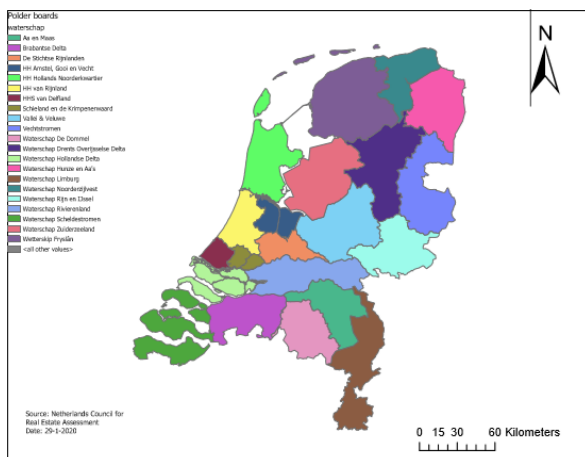 Polder boards
waterschap
Aa en Maas
Brabantse Delta
De Stichtse Rijnlanden
HH Amstel, Gooi en Vecht
HH Hollands Noorderkwartier
HH van Rijnland
HHS van Delfland
Schieland en de Krimpenerwaard
Vallei & Veluwe
Vechtstromen
Waterschap De Dommel
Waterschap Drents Overijsselse Delta
Waterschap Hollandse Delta
Waterschap Hunze en Aa's
Waterschap Limburg
Waterschap Noorderzijlvest
Waterschap Rijn en IJssel
Waterschap Rivierenland
Waterschap Scheldestromen
Waterschap Zuiderzeeland
Wetterskip Fryslân
<all other values>
N
Source: Netherlands Council for
Real Estate Assessment
Date: 29-1-2020
0 15 30 60 Kilometers